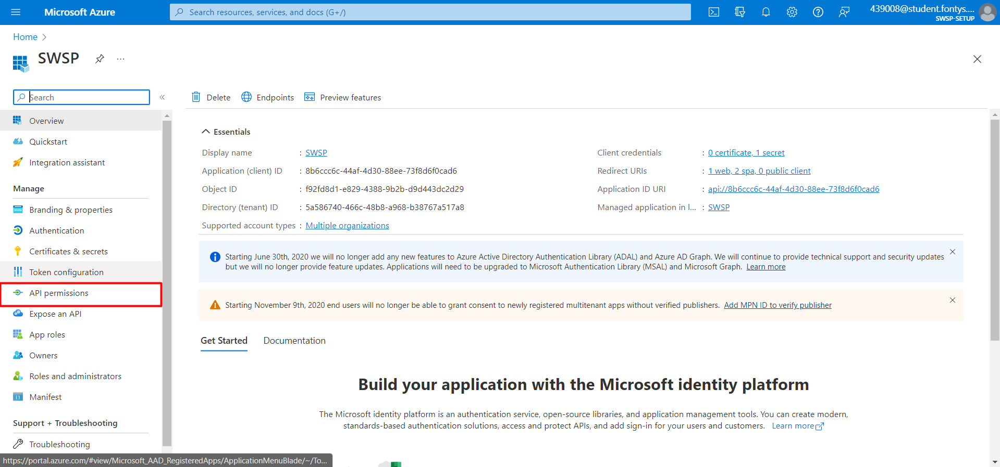 Microsoft Azure
Search resources, services, and docs (G+/)
439008@student.fontys....
SWSP-SETUP
Home
SWSP
...
Search
«
Delete
Endpoints
Preview features
Overview
Quickstart
Integration assistant
Manage
Branding & properties
Authentication
Certificates & secrets
Token configuration
API permissions
Expose an API
App roles
Owners
Roles and administrators
Manifest
Support + Troubleshooting
Troubleshooting
https://portal.azure.com/#view/Microsoft_AAD_RegisteredApps/ApplicationMenuBlade/~/To...
Essentials
Display name : SWSP
Application (client) ID : 8b6ccc6c-44af-4d30-88ee-73f8d6f0cad6
Object ID : f92fd8d1-e829-4388-9b2b-d9d443dc2d29
Directory (tenant) ID : 5a586740-466c-48b8-a968-b38767a517a8
Supported account types : Multiple organizations
Client credentials : 0 certificate, 1 secret
Redirect URIs : 1 web, 2 spa, 0 public client
Application ID URI : api://8b6ccc6c-44af-4d30-88ee-73f8d6f0cad6
Managed application in l... : SWSP
Starting June 30th, 2020 we will no longer add any new features to Azure Active Directory Authentication Library (ADAL) and Azure AD Graph. We will continue to provide technical support and security updates
but we will no longer provide feature updates. Applications will need to be upgraded to Microsoft Authentication Library (MSAL) and Microsoft Graph. Learn more
Starting November 9th, 2020 end users will no longer be able to grant consent to newly registered multitenant apps without verified publishers. Add MPN ID to verify publisher
Get Started
Documentation
Build your application with the Microsoft identity platform
The Microsoft identity platform is an authentication service, open-source libraries, and application management tools. You can create modern,
standards-based authentication solutions, access and protect APIs, and add sign-in for your users and customers. Learn more